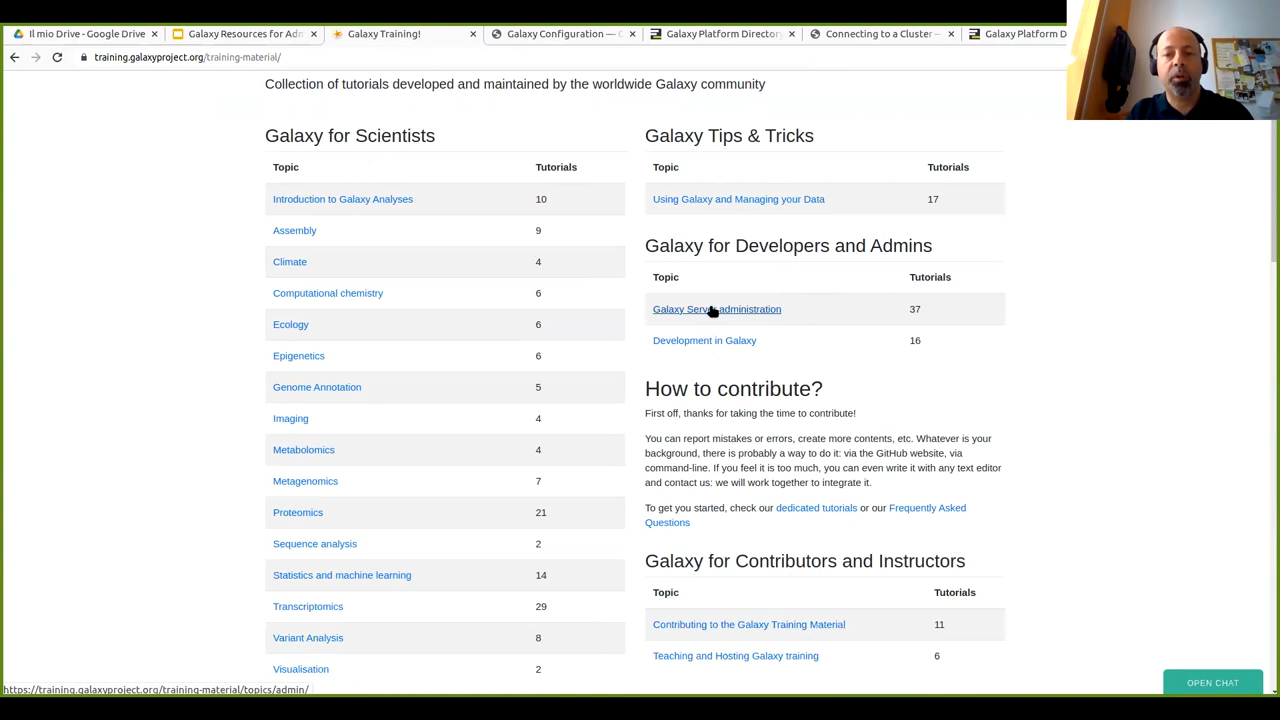 Il mio Drive - Google Drive
Galaxy Resources for Adm
Galaxy Training!
Galaxy Configuration —
Galaxy Platform Directory
Connecting to a Cluster —
Galaxy Platform D
training.galaxyproject.org/training-material/
Collection of tutorials developed and maintained by the worldwide Galaxy community
Galaxy for Scientists
Topic Tutorials
Introduction to Galaxy Analyses 10
Assembly 9
Climate 4
Computational chemistry 6
Ecology 6
Epigenetics 6
Genome Annotation 5
Imaging 4
Metabolomics 4
Metagenomics 7
Proteomics 21
Sequence analysis 2
Statistics and machine learning 14
Transcriptomics 29
Variant Analysis 8
Visualisation 2
Galaxy Tips & Tricks
Topic Tutorials
Using Galaxy and Managing your Data 17
Galaxy for Developers and Admins
Topic Tutorials
Galaxy Server administration 37
Development in Galaxy 16
How to contribute?
First off, thanks for taking the time to contribute!
You can report mistakes or errors, create more contents, etc. Whatever is your
background, there is probably a way to do it: via the GitHub website, via
command-line. If you feel it is too much, you can even write it with any text editor
and contact us: we will work together to integrate it.
To get you started, check our dedicated tutorials or our Frequently Asked
Questions
Galaxy for Contributors and Instructors
Topic Tutorials
Contributing to the Galaxy Training Material 11
Teaching and Hosting Galaxy training 6
OPEN CHAT
https://training.galaxyproject.org/training-material/topics/admin/